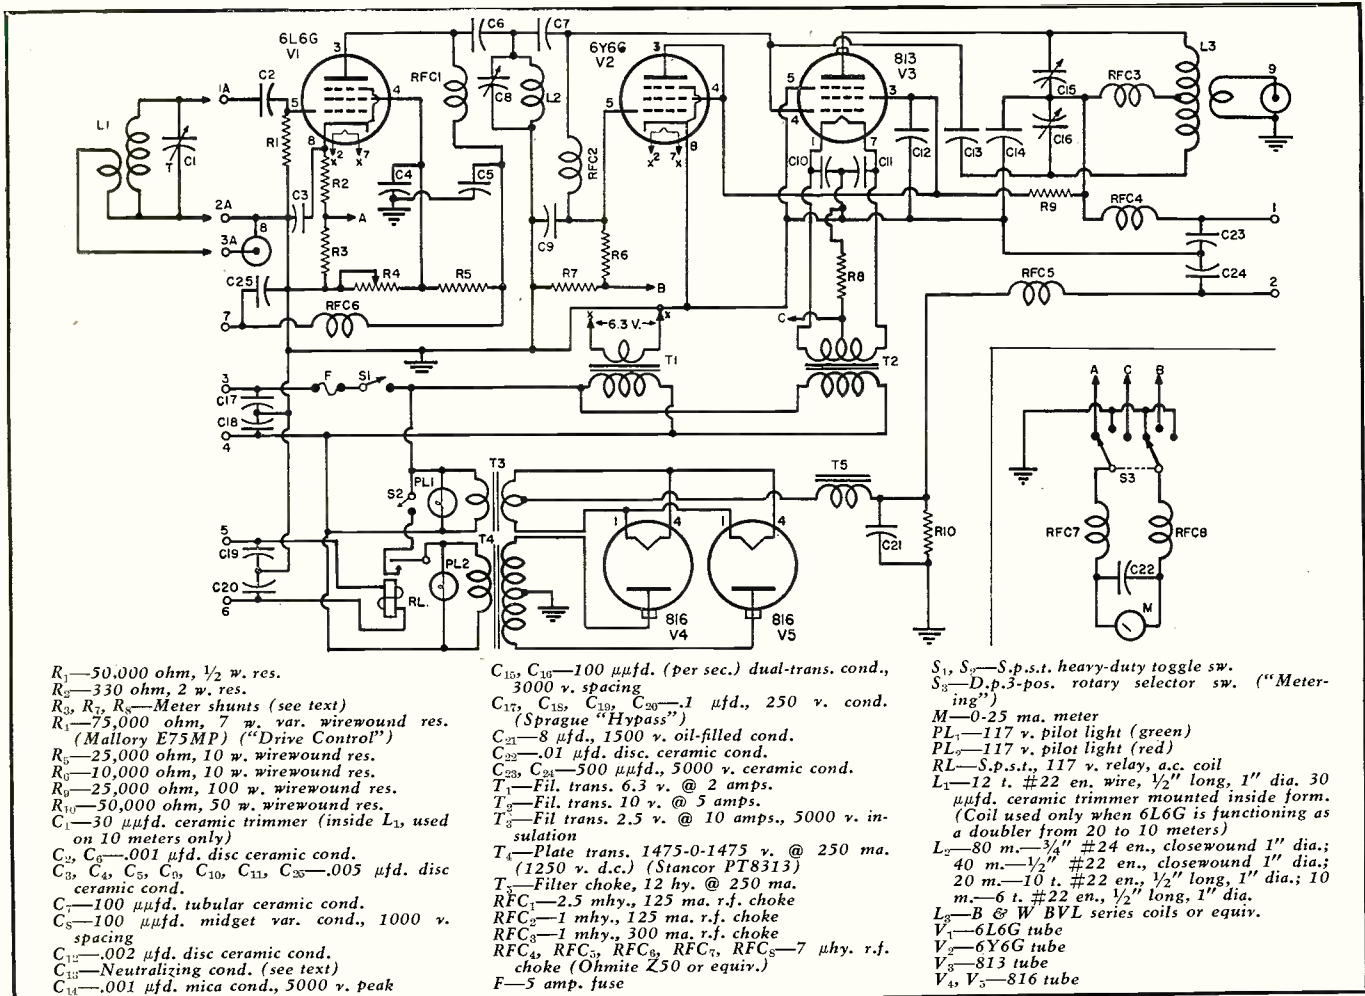 6L6G
V1
C6
C7
6Y6G
V2
813
V3
L3
RFC1
C8
L2
3
5
4
8
2
7
X
X
1A
C2
L1
C1
T
R1
R2
R3
C3
A
2A
8
3A
C4
C5
C25
R4
R5
RFC6
7
RFC2
C9
R6
R7
B
3
5
4
2
7
8
X
X
5
4
3
1
7
C10
C11
C12
C13
C14
C15
C16
RFC3
9
R9
RFC4
1
C23
C24
2
RFC5
R8
C
X
6.3 V.
X
T1
T2
3
F
S1
C17
C18
4
S2
PL1
T3
T4
PL2
RL.
5
C19
C20
6
1
4
1
4
816
V4
816
V5
T5
C21
R10
A
C
B
S3
RFC7
RFC8
C22
M
R1—50,000 ohm, ½ w. res.
R2—330 ohm, 2 w. res.
R3, R7, R8—Meter shunts (see text)
R4—75,000 ohm, 7 w. var. wirewound res.
(Mallory E75MP) ("Drive Control")
R5—25,000 ohm, 10 w. wirewound res.
R6—10,000 ohm, 10 w. wirewound res.
R9—25,000 ohm, 100 w. wirewound res.
R10—50,000 ohm, 50 w. wirewound res.
C1—30 μμfd. ceramic trimmer (inside L1, used
on 10 meters only)
C2, C6—.001 μfd. disc ceramic cond.
C3, C4, C5, C9, C10, C11, C25—.005 μfd. disc
ceramic cond.
C7—100 μμfd. tubular ceramic cond.
C8—100 μμfd. midget var. cond., 1000 v.
spacing
C12—.002 μfd. disc ceramic cond.
C13—Neutralizing cond. (see text)
C14—.001 μfd. mica cond., 5000 v. peak
C15, C16—100 μμfd. (per sec.) dual-trans. cond.,
3000 v. spacing
C17, C18, C19, C20—.1 μfd., 250 v. cond.
(Sprague "Hypass")
C21—8 μfd., 1500 v. oil-filled cond.
C22—.01 μfd. disc. ceramic cond.
C23, C24—500 μμfd., 5000 v. ceramic cond.
T1—Fil. trans. 6.3 v. @ 2 amps.
T2—Fil. trans. 10 v. @ 5 amps.
T3—Fil trans. 2.5 v. @ 10 amps., 5000 v. in-
sulation
T4—Plate trans. 1475-0-1475 v. @ 250 ma.
(1250 v. d.c.) (Stancor PT8313)
T5—Filter choke, 12 hy. @ 250 ma.
RFC1—2.5 mhy., 125 ma. r.f. choke
RFC2—1 mhy., 125 ma. r.f. choke
RFC3—1 mhy., 300 ma. r.f. choke
RFC4, RFC5, RFC6, RFC7, RFC8—7 μhy. r.f.
choke (Ohmite Z50 or equiv.)
F—5 amp. fuse
S1, S2—S.p.s.t. heavy-duty toggle sw.
S3—D.p.3-pos. rotary selector sw. ("Meter-
ing")
M—0-25 ma. meter
PL1—117 v. pilot light (green)
PL2—117 v. pilot light (red)
RL—S.p.s.t., 117 v. relay, a.c. coil
L1—12 t. #22 en. wire, ½" long, 1" dia. 30
μμfd. ceramic trimmer mounted inside form.
(Coil used only when 6L6G is functioning as
a doubler from 20 to 10 meters)
L2—80 m.—¾" #24 en., closewound 1" dia.;
40 m.—½" #22 en., closewound 1" dia.;
20 m.—10 t. #22 en., ½" long, 1" dia.; 10
m.—6 t. #22 en., ½" long, 1" dia.
L3—B & W BVL series coils or equiv.
V1—6L6G tube
V2—6Y6G tube
V3—813 tube
V4, V5—816 tube